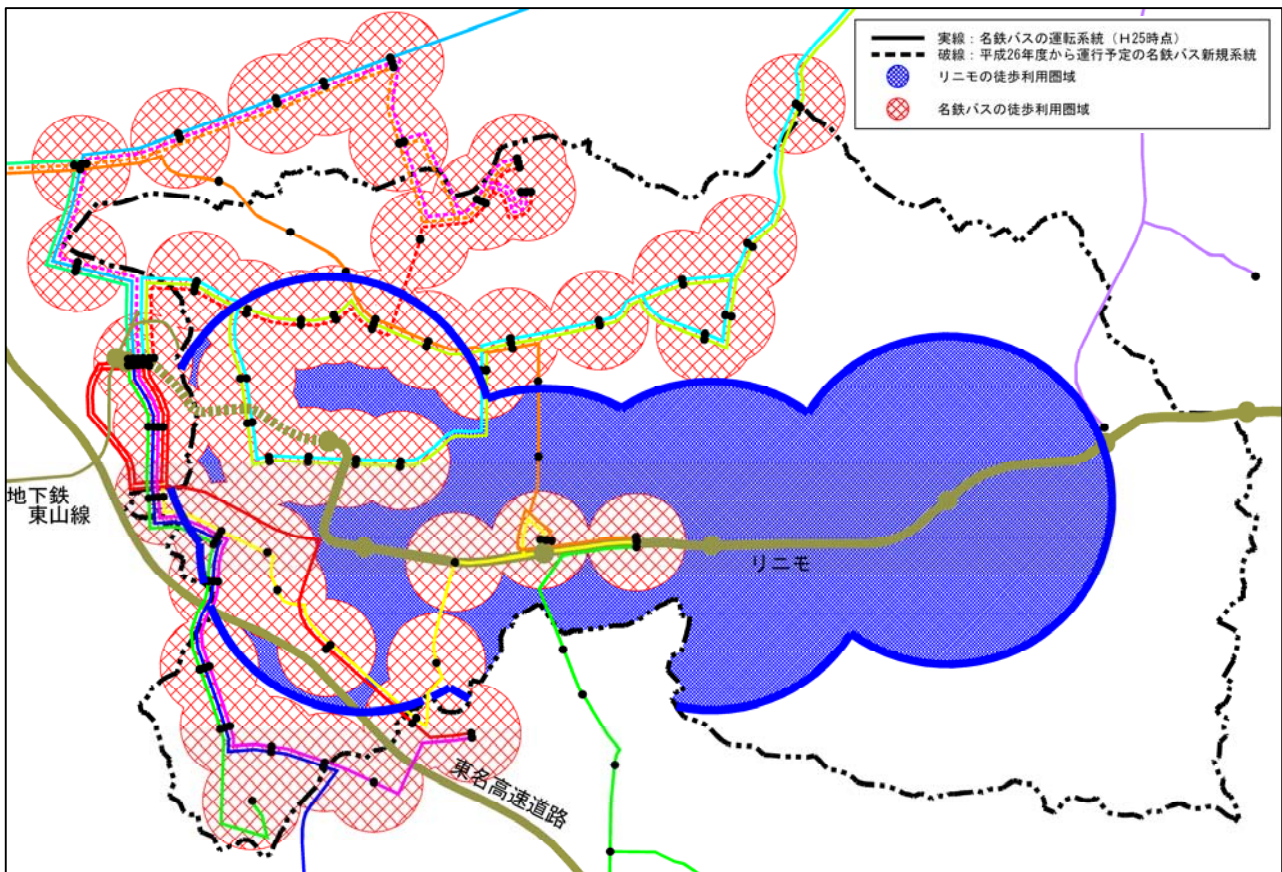 実線：名鉄バスの運転系統（H25時点）
破線：平成26年度から運行予定の名鉄バス新規系統
リニモの徒歩利用圏域
名鉄バスの徒歩利用圏域
地下鉄
東山線
リニモ
東名高速道路